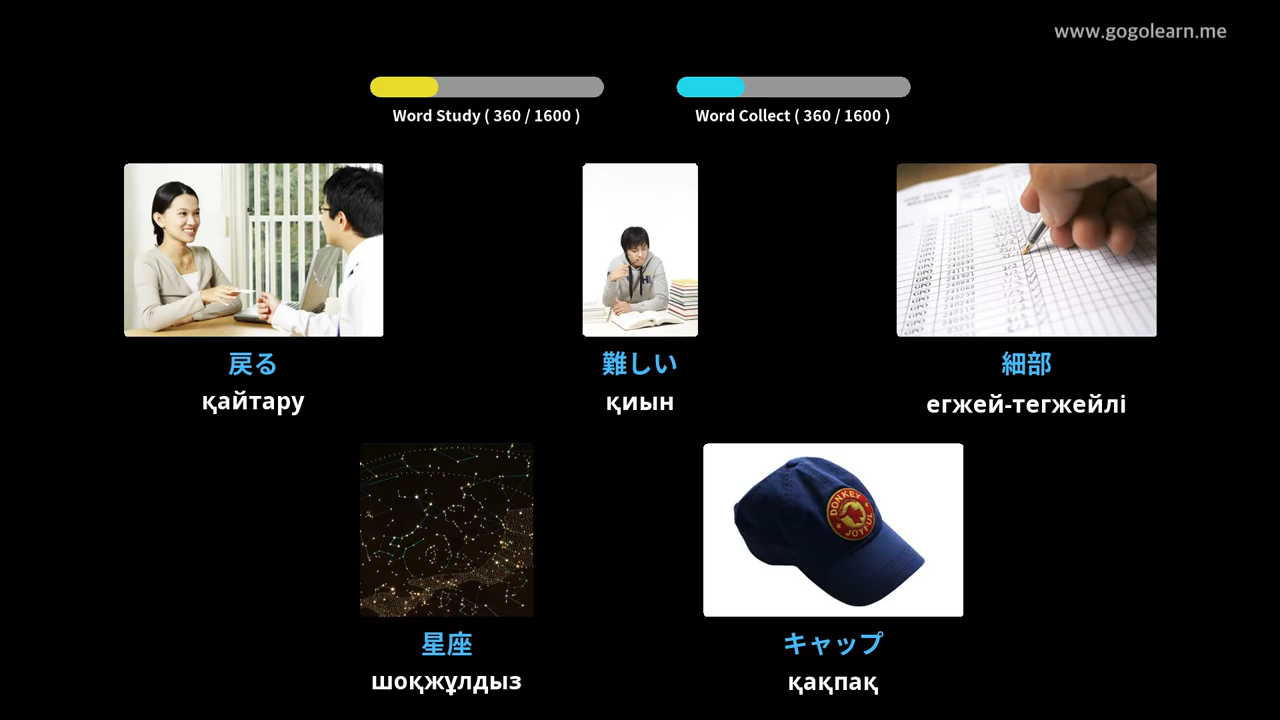 www.gogolearn.me
Word Study ( 360 / 1600 )
Word Collect ( 360 / 1600 )
戻る
қайтару
難しい
қиын
細部
егжей-тегжейлі
DONKEY
JOYFUL
星座
шоқжұлдыз
キャップ
қақпақ